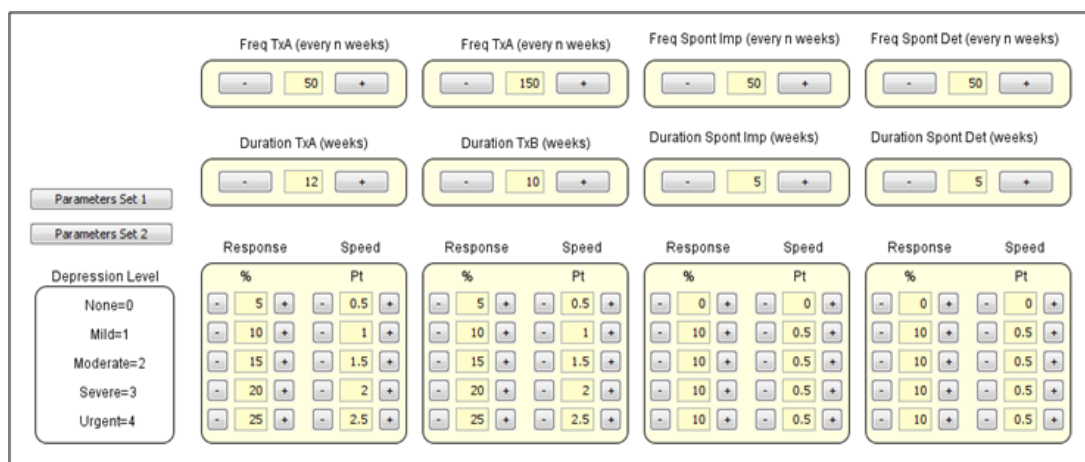 Freq TxA (every n weeks) Freq TxA (every n weeks) Freq Spont Imp (every n weeks) Freq Spont Det (every n weeks)
- 50 + - 150 + - 50 + - 50 +
Duration TxA (weeks) Duration TxB (weeks) Duration Spont Imp (weeks) Duration Spont Det (weeks)
- 12 + - 10 + - 5 + - 5 +
Parameters Set 1
Parameters Set 2
Response Speed Response Speed Response Speed Response Speed
Depression Level % Pt % Pt % Pt % Pt
None=0 - 5 + - 0.5 + - 5 + - 0.5 + - 0 + - 0 + - 0 + - 0 +
Mild=1 - 10 + - 1 + - 10 + - 1 + - 10 + - 0.5 + - 10 + - 0.5 +
Moderate=2 - 15 + - 1.5 + - 15 + - 1.5 + - 10 + - 0.5 + - 10 + - 0.5 +
Severe=3 - 20 + - 2 + - 20 + - 2 + - 10 + - 0.5 + - 10 + - 0.5 +
Urgent=4 - 25 + - 2.5 + - 25 + - 2.5 + - 10 + - 0.5 + - 10 + - 0.5 +